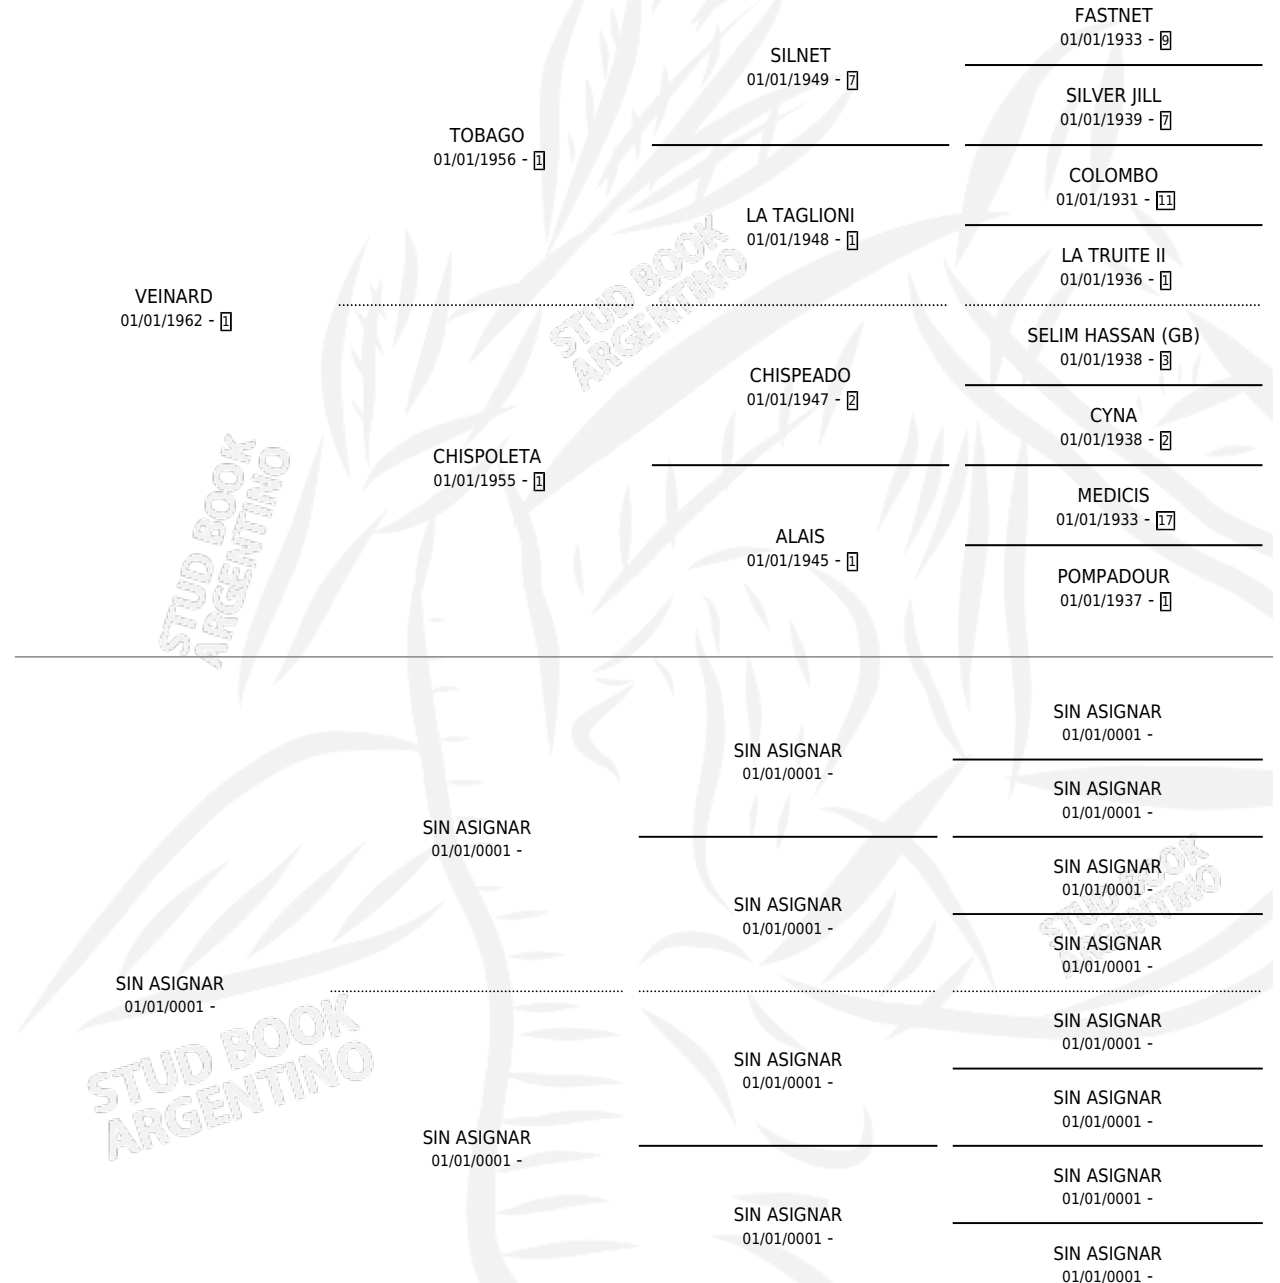 FASTNET
01/01/1933 - 9
SILNET
01/01/1949 - 7
SILVER JILL
01/01/1939 - 7
TOBAGO
01/01/1956 - 1
COLOMBO
01/01/1931 - 11
LA TAGLIONI
01/01/1948 - 1
LA TRUITE II
01/01/1936 - 1
VEINARD
01/01/1962 - 1
SELIM HASSAN (GB)
01/01/1938 - 3
CHISPEADO
01/01/1947 - 2
CYNA
01/01/1938 - 2
CHISPOLETA
01/01/1955 - 1
MEDICIS
01/01/1933 - 17
ALAIS
01/01/1945 - 1
POMPADOUR
01/01/1937 - 1
STUD BOOK
ARGENTINO
STUD BOOK
ARGENTINO
SIN ASIGNAR
01/01/0001 -
SIN ASIGNAR
01/01/0001 -
SIN ASIGNAR
01/01/0001 -
SIN ASIGNAR
01/01/0001 -
SIN ASIGNAR
01/01/0001 -
SIN ASIGNAR
01/01/0001 -
SIN ASIGNAR
01/01/0001 -
SIN ASIGNAR
01/01/0001 -
SIN ASIGNAR
01/01/0001 -
SIN ASIGNAR
01/01/0001 -
SIN ASIGNAR
01/01/0001 -
SIN ASIGNAR
01/01/0001 -
SIN ASIGNAR
01/01/0001 -
SIN ASIGNAR
01/01/0001 -
SIN ASIGNAR
01/01/0001 -
STUD BOOK
ARGENTINO
STUD BOOK
ARGENTINO